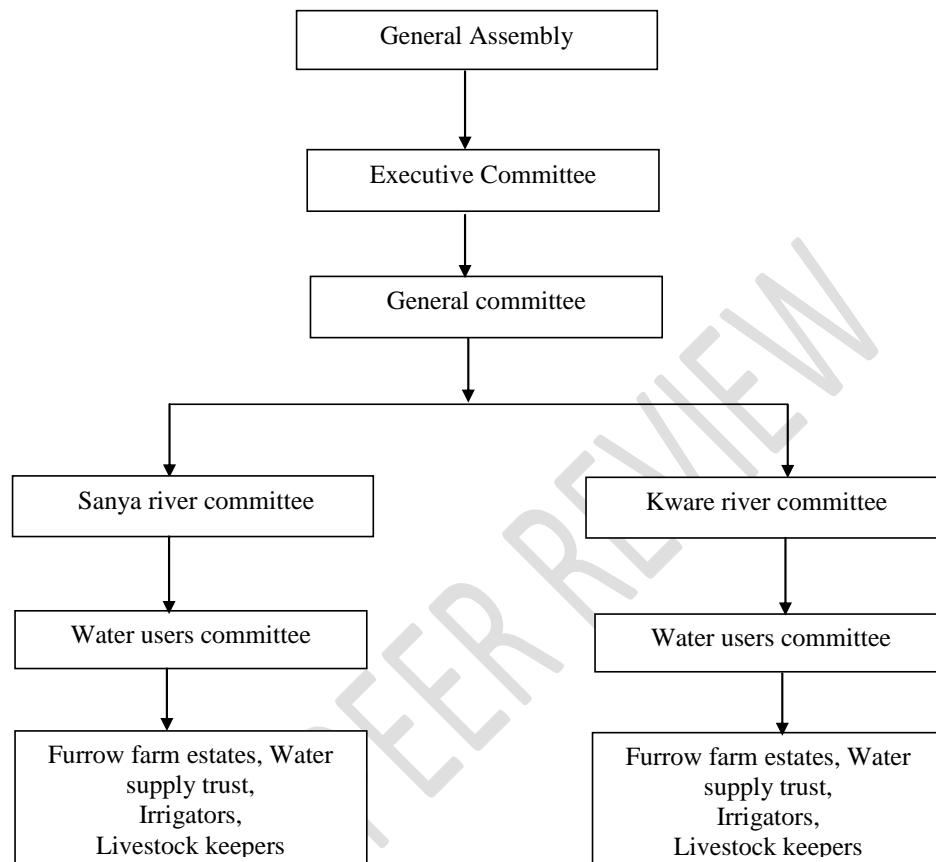 General Assembly
Executive Committee
General committee
Sanya river committee
Kware river committee
Water users committee
Water users committee
Furrow farm estates, Water
supply trust,
Irrigators,
Livestock keepers
Furrow farm estates, Water
supply trust,
Irrigators,
Livestock keepers
PEER REVIEW